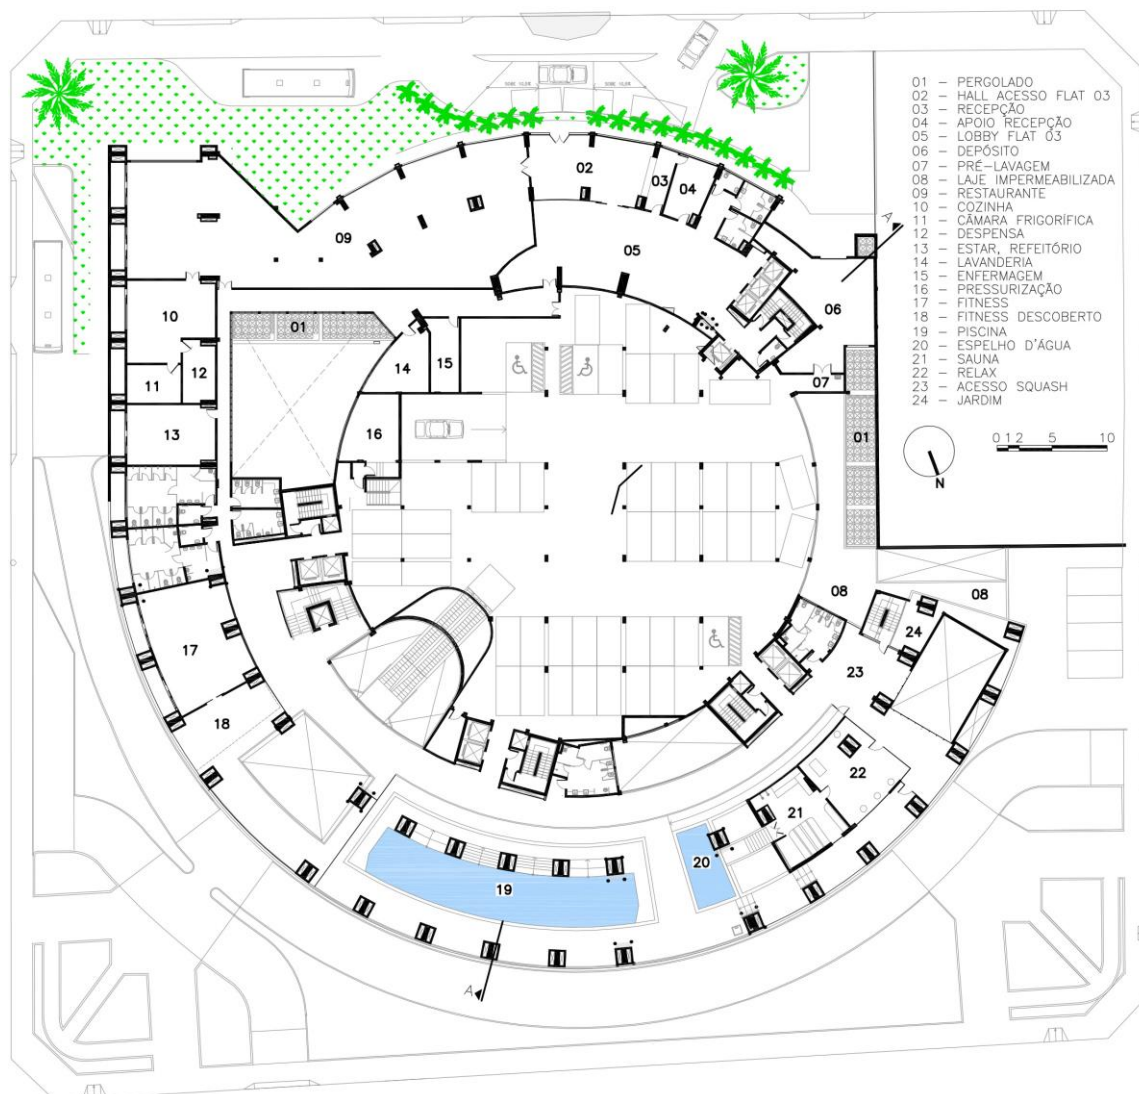 01 – PERGOLADO
02 – HALL ACESSO FLAT 03
03 – RECEPÇÃO
04 – APOIO RECEPÇÃO
05 – LOBBY FLAT 03
06 – DEPÓSITO
07 – PRÉ–LAVAGEM
08 – LAJE IMPERMEABILIZADA
09 – RESTAURANTE
10 – COZINHA
11 – CÂMARA FRIGORÍFICA
12 – DESPENSA
13 – ESTAR, REFEITÓRIO
14 – LAVANDERIA
15 – ENFERMAGEM
16 – PRESSURIZAÇÃO
17 – FITNESS
18 – FITNESS DESCOBERTO
19 – PISCINA
20 – ESPELHO D'ÁGUA
21 – SAUNA
22 – RELAX
23 – ACESSO SQUASH
24 – JARDIM
0 1 2 5 10
N
A
02
03
04
09
05
06
10
01
15
14
12
11
07
13
16
01
08
08
24
17
23
18
22
21
20
19
A